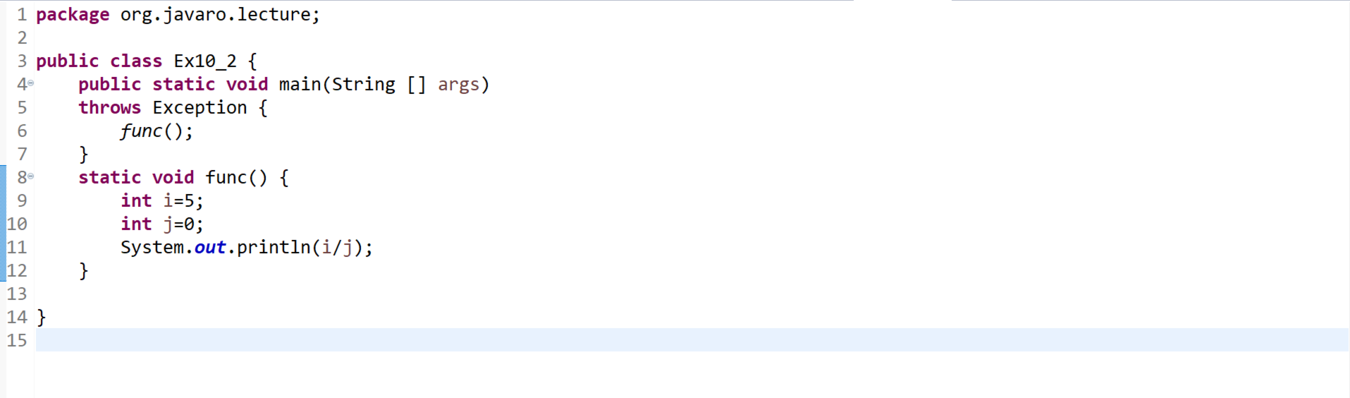 1 package org.javaro.lecture;
2
3 public class Ex10_2 {
4     public static void main(String [] args)
5     throws Exception {
6         func();
7     }
8     static void func() {
9         int i=5;
10         int j=0;
11         System.out.println(i/j);
12     }
13
14 }
15